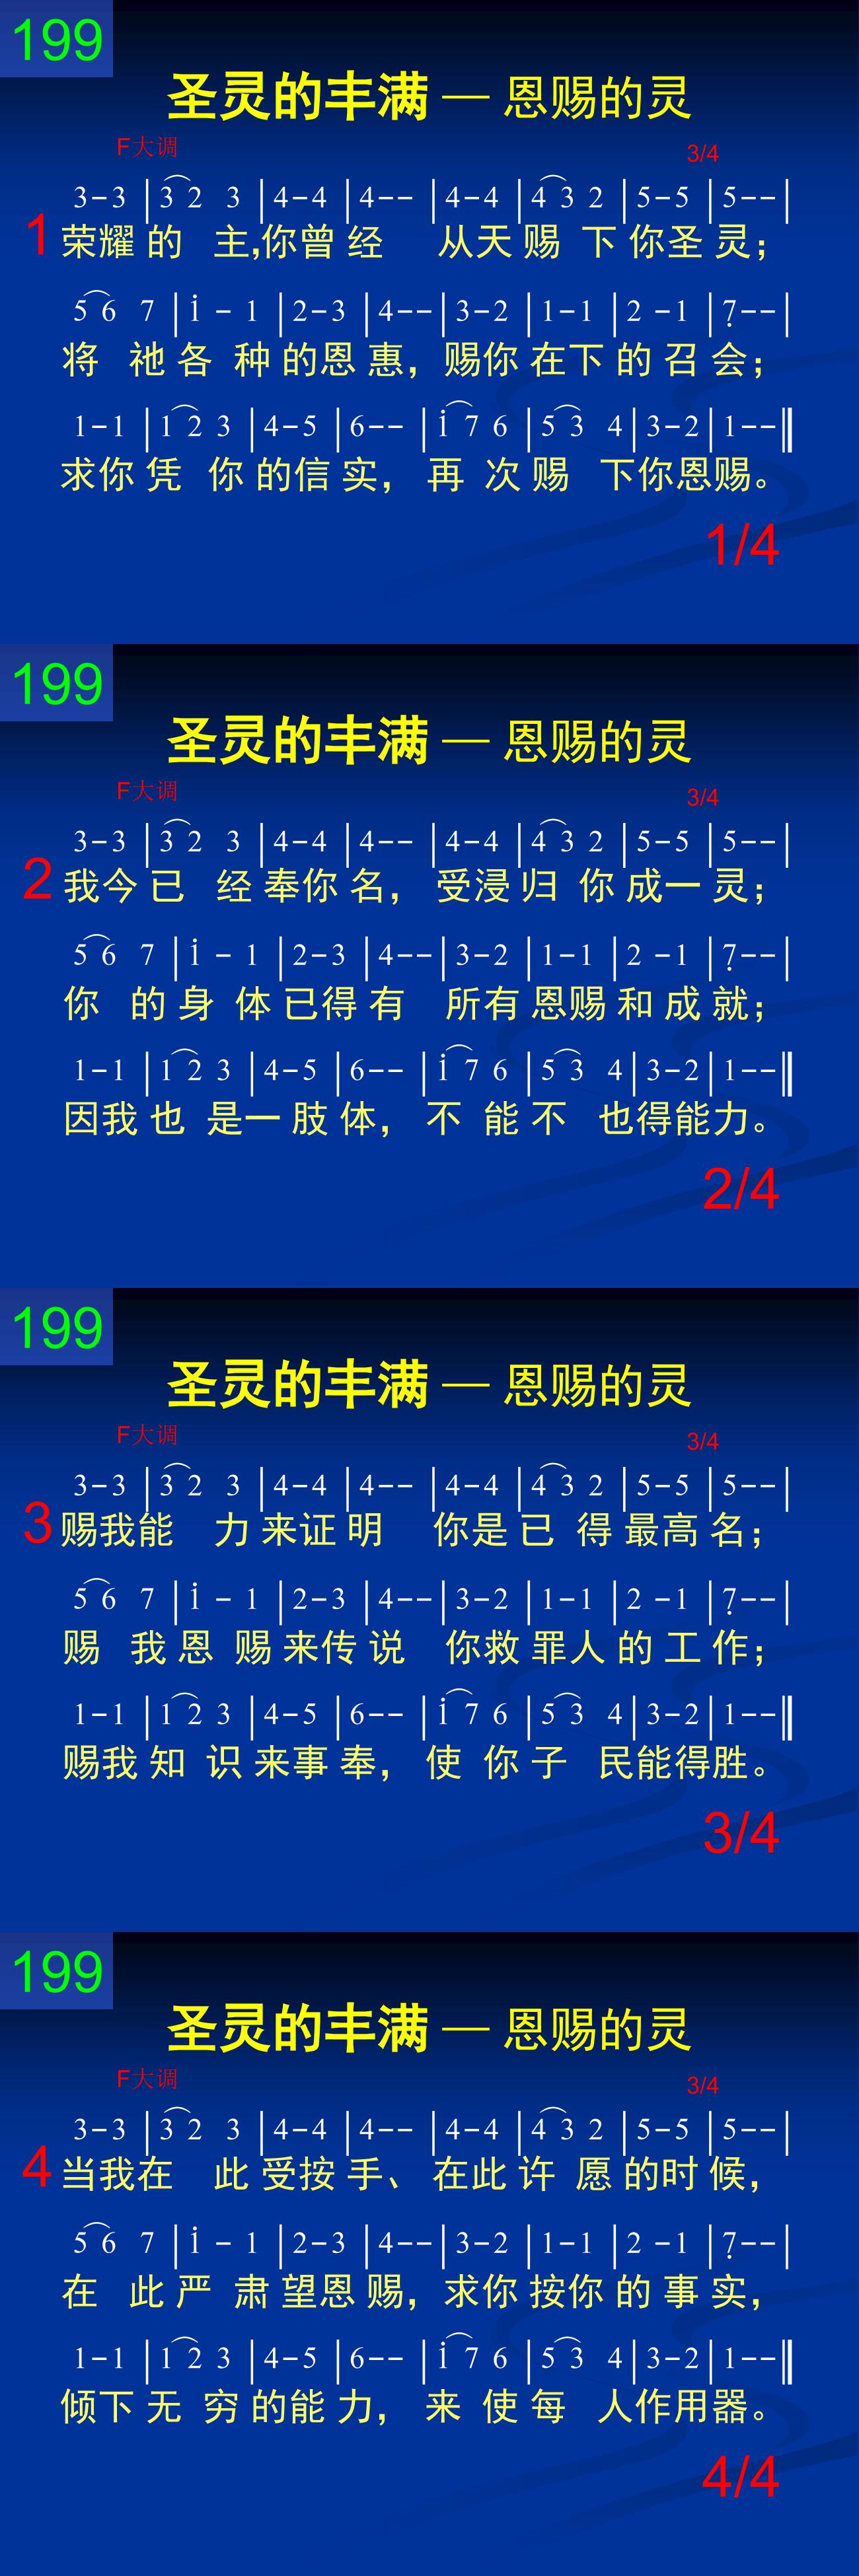 199
圣灵的丰满 — 恩赐的灵
F大调 3/4
3-3 |3 2 3 |4-4 |4-- |4-4 |4 3 2 |5-5 |5--|
1 荣耀的 主,你曾经 从天赐下你圣灵；
5 6 7 |i - 1 |2-3 |4--|3-2 |1-1 |2 -1 |7̣--|
将祂各种的恩惠，赐你在下的召会；
1-1 |1 2 3 |4-5 |6-- |i 7 6 |5 3 4|3-2|1--‖
求你凭你的信实，再次赐下你恩赐。
1/4
199
圣灵的丰满 — 恩赐的灵
F大调 3/4
3-3 |3 2 3 |4-4 |4-- |4-4 |4 3 2 |5-5 |5--|
2 我今已经奉你名，受浸归你成一灵；
5 6 7 |i - 1 |2-3 |4--|3-2 |1-1 |2 -1 |7̣--|
你的身体已得有 所有恩赐和成就；
1-1 |1 2 3 |4-5 |6-- |i 7 6 |5 3 4|3-2|1--‖
因我也是一肢体，不能不也得能力。
2/4
199
圣灵的丰满 — 恩赐的灵
F大调 3/4
3-3 |3 2 3 |4-4 |4-- |4-4 |4 3 2 |5-5 |5--|
3 赐我能力来证明 你是已得最高名；
5 6 7 |i - 1 |2-3 |4--|3-2 |1-1 |2 -1 |7̣--|
赐我恩赐来传说 你救罪人的工作；
1-1 |1 2 3 |4-5 |6-- |i 7 6 |5 3 4|3-2|1--‖
赐我知识来事奉，使你子民能得胜。
3/4
199
圣灵的丰满 — 恩赐的灵
F大调 3/4
3-3 |3 2 3 |4-4 |4-- |4-4 |4 3 2 |5-5 |5--|
4 当我在此受按手、在此许愿的时候，
5 6 7 |i - 1 |2-3 |4--|3-2 |1-1 |2 -1 |7̣--|
在此严肃望恩赐，求你按你的事实，
1-1 |1 2 3 |4-5 |6-- |i 7 6 |5 3 4|3-2|1--‖
倾下无穷的能力，来使每人作用器。
4/4